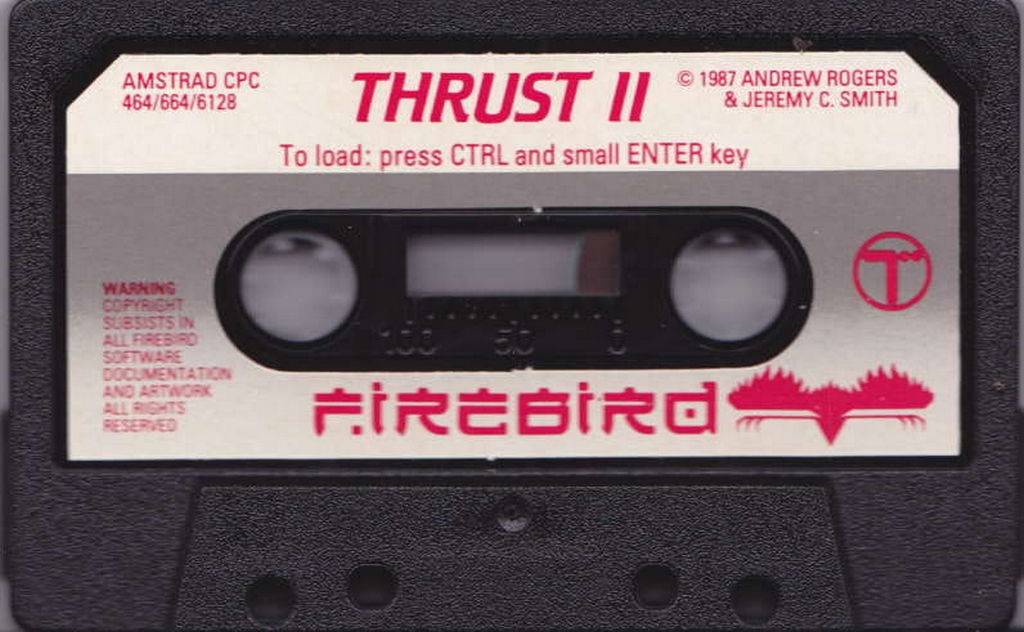 AMSTRAD CPC
464/664/6128
THRUST II
© 1987 ANDREW ROGERS
& JEREMY C. SMITH
To load: press CTRL and small ENTER key
WARNING
COPYRIGHT
SUBSISTS IN
ALL FIREBIRD
SOFTWARE
DOCUMENTATION
AND ARTWORK
ALL RIGHTS
RESERVED
100 50 0
T
FIREBIRD